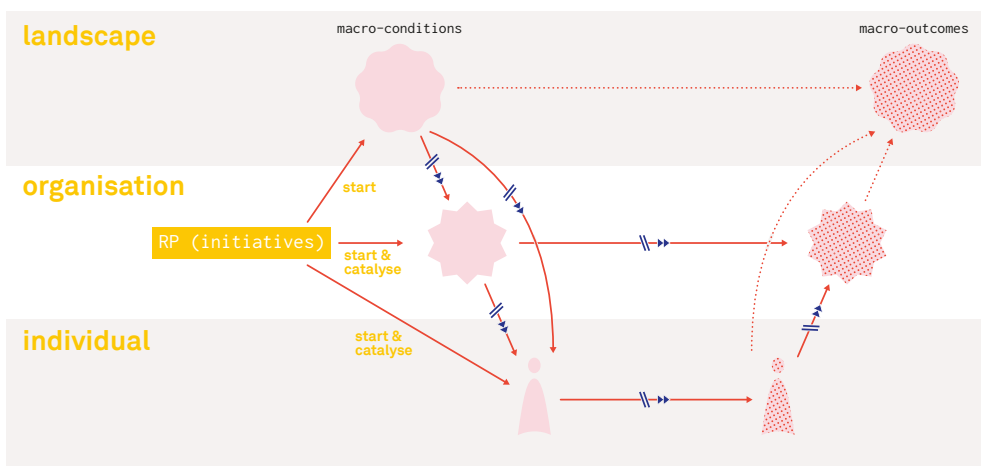 macro-conditions
macro-outcomes
landscape
organisation
start
RP (initiatives)
start &
catalyse
individual
start &
catalyse